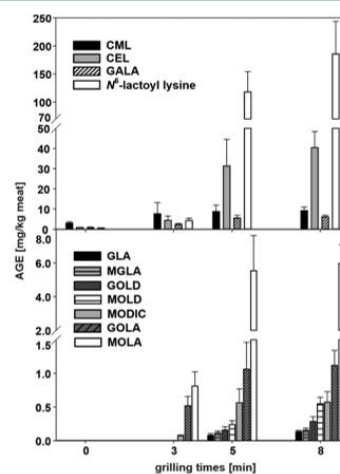 250
200
150
100
70
50
40
30
20
10
0
CML
CEL
GALA
N⁶-lactoyl lysine
AGE [mg/kg meat]
8.0
6.0
4.0
2.0
1.5
1.0
0.5
0.0
GLA
MGLA
GOLD
MOLD
MODIC
GOLA
MOLA
0 3 5 8
grilling times [min]